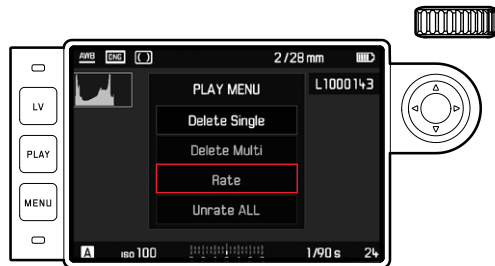 AWB DNG 2/28 mm
PLAY MENU L1000143
Delete Single
LV
Delete Multi
PLAY
Rate
MENU
Unrate ALL
A ISO 100 1/90 s 24